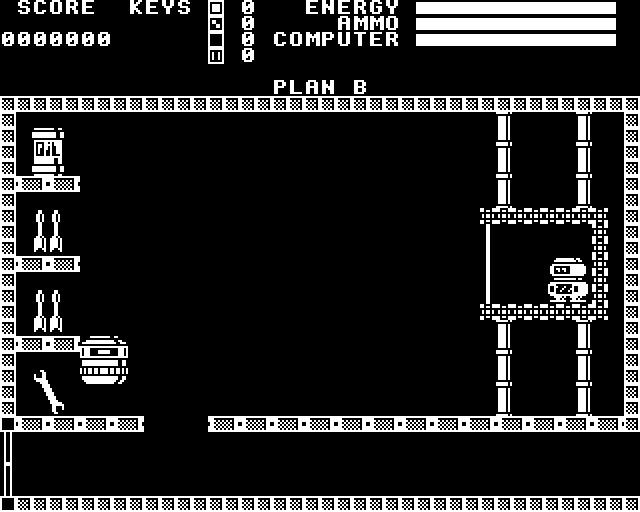 SCORE KEYS 0 ENERGY
0 AMMO
0000000 0 COMPUTER
0
PLAN B
OIL